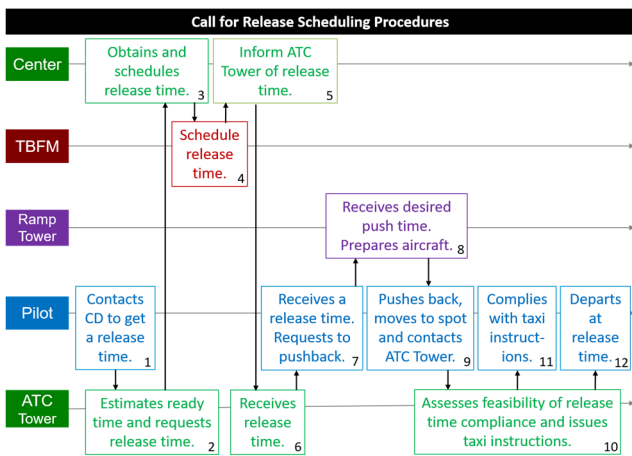 Call for Release Scheduling Procedures
Center
Obtains and
schedules
release time.
3
Inform ATC
Tower of release
time.
5
TBFM
Schedule
release
time.
4
Ramp
Tower
Receives desired
push time.
Prepares aircraft.
8
Pilot
Contacts
CD to get
a release
time.
1
Receives a
release time.
Requests to
pushback.
7
Pushes back,
moves to spot
and contacts
ATC Tower.
9
Complies
with taxi
instruct-
ions.
11
Departs
at
release
time.
12
ATC
Tower
Estimates ready
time and requests
release time.
2
Receives
release
time.
6
Assesses feasibility of release
time compliance and issues
taxi instructions.
10